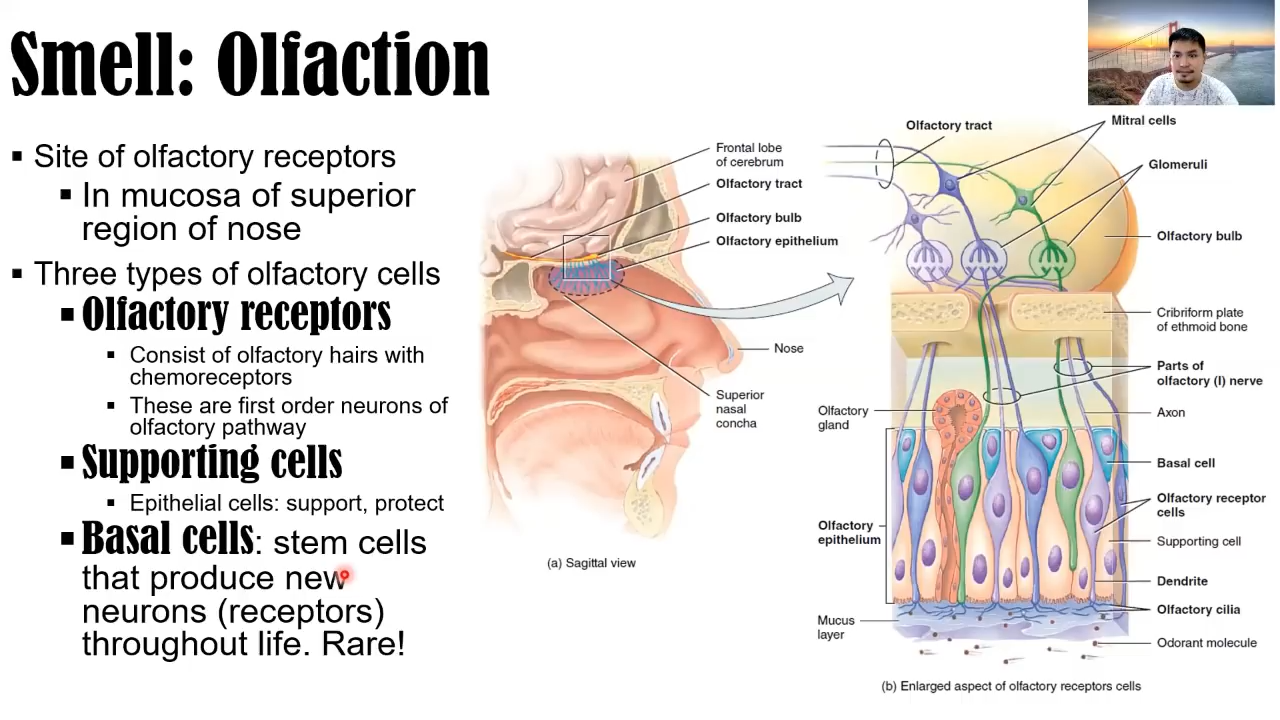 Smell: Olfaction
▪ Site of olfactory receptors
▪ In mucosa of superior
region of nose
▪ Three types of olfactory cells
▪ Olfactory receptors
▪ Consist of olfactory hairs with
chemoreceptors
▪ These are first order neurons of
olfactory pathway
▪ Supporting cells
▪ Epithelial cells: support, protect
▪ Basal cells: stem cells
that produce new
neurons (receptors)
throughout life. Rare!
Frontal lobe
of cerebrum
Olfactory tract
Olfactory bulb
Olfactory epithelium
Nose
Superior
nasal
concha
(a) Sagittal view
Olfactory tract
Mitral cells
Glomeruli
Olfactory bulb
Cribriform plate
of ethmoid bone
Parts of
olfactory (I) nerve
Axon
Olfactory
gland
Basal cell
Olfactory receptor
cells
Olfactory
epithelium
Supporting cell
Dendrite
Olfactory cilia
Mucus
layer
Odorant molecule
(b) Enlarged aspect of olfactory receptors cells